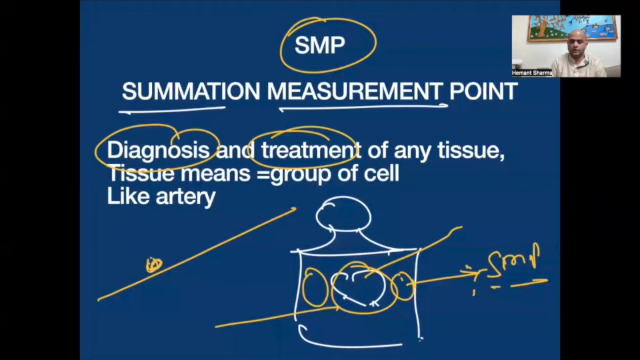 SMP
Hemant Sharma
SUMMATION MEASUREMENT POINT
Diagnosis and treatment of any tissue,
Tissue means =group of cell
Like artery
SMP